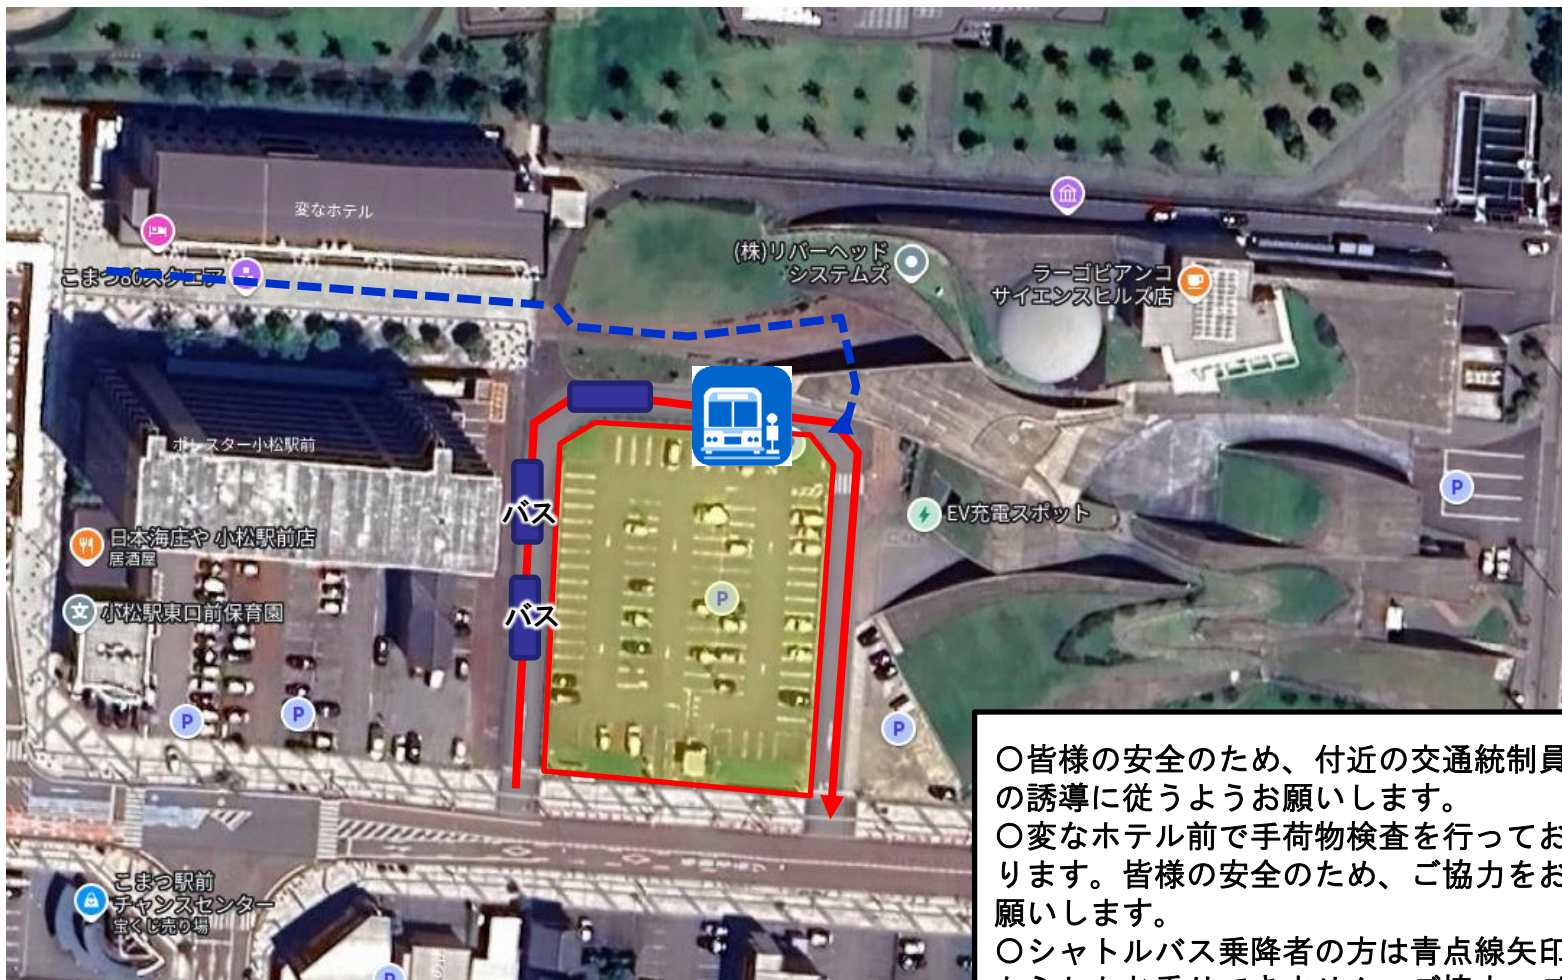 変なホテル
こまつ80スクエア
(株)リバーヘッド
システムズ
ラーゴビアンコ
サイエンスヒルズ店
ポレスター小松駅前
バス
バス
EV充電スポット
日本海庄や 小松駅前店
居酒屋
小松駅東口前保育園
P
P
P
P
P
P
こまつ駅前
チャンスセンター
宝くじ売り場
〇皆様の安全のため、付近の交通統制員
の誘導に従うようお願いします。
〇変なホテル前で手荷物検査を行ってお
ります。皆様の安全のため、ご協力をお
願いします。
〇シャトルバス乗降者の方は青点線矢印